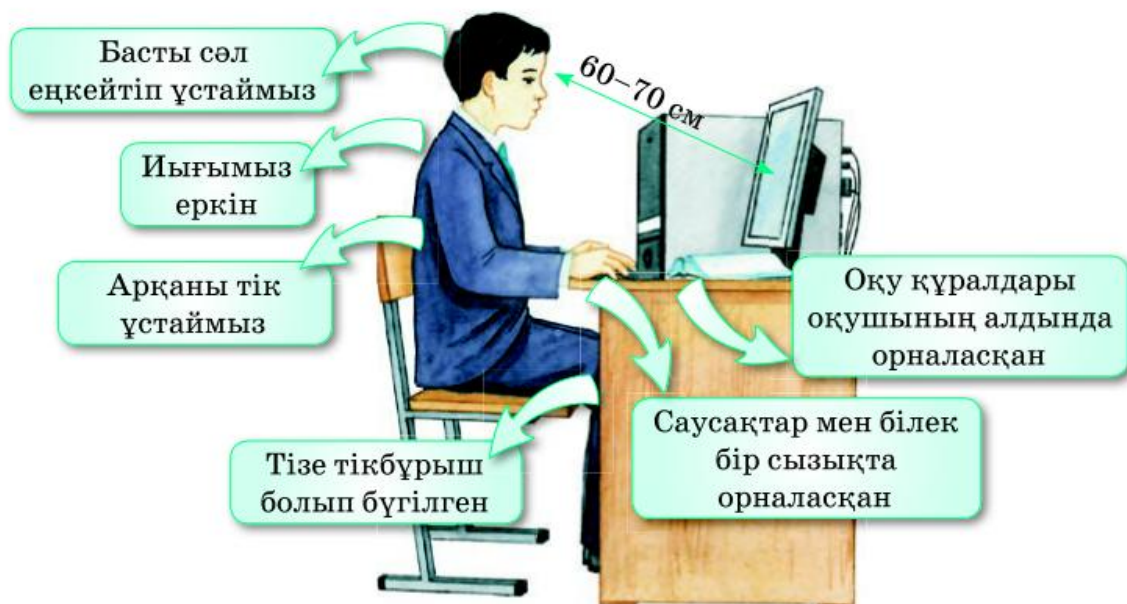 Басты сәл
еңкейтіп ұстаймыз
60–70 см
Иығымыз
еркін
Арқаны тік
ұстаймыз
Оқу құралдары
оқушының алдында
орналасқан
Саусақтар мен білек
бір сызықта
орналасқан
Тізе тікбұрыш
болып бүгілген